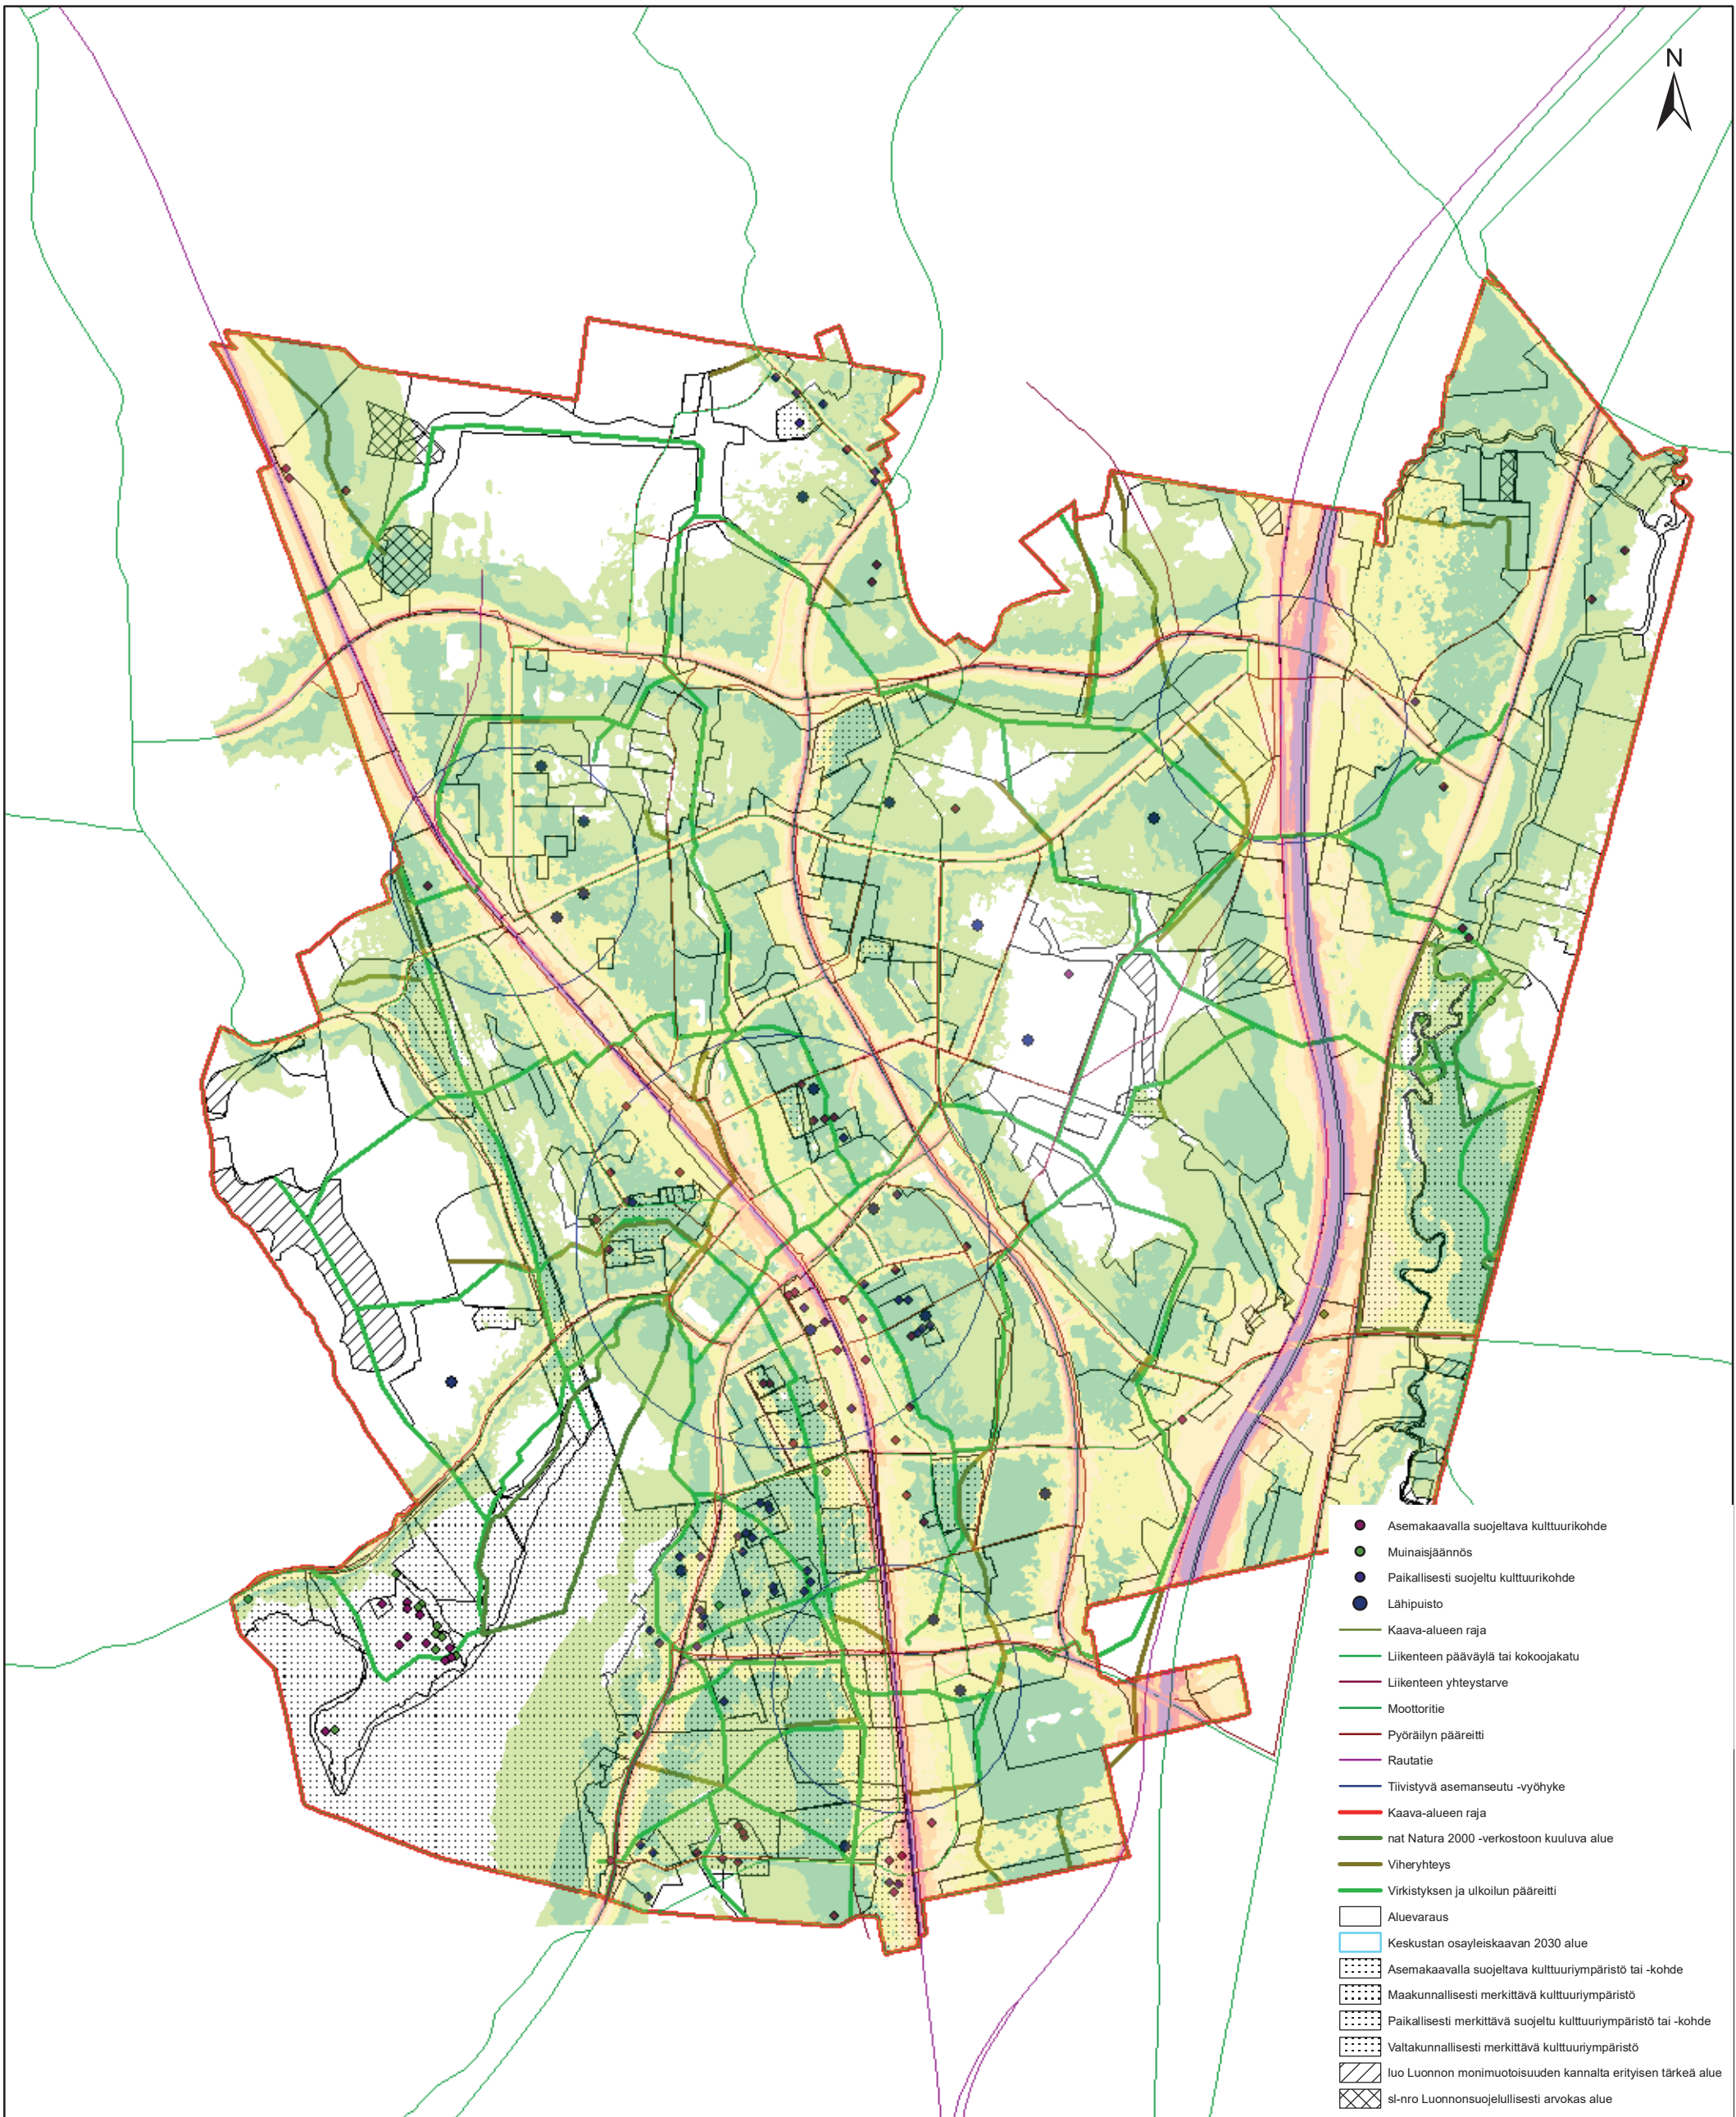 N
Asemakaavalla suojeltava kulttuurikohde
Muinaisjäännös
Paikallisesti suojeltu kulttuurikohde
Lähipuisto
Kaava-alueen raja
Liikenteen pääväylä tai kokoojakatu
Liikenteen yhteystarve
Moottoritie
Pyöräilyn pääreitti
Rautatie
Tiivistyvä asemanseutu -vyöhyke
Kaava-alueen raja
nat Natura 2000 -verkostoon kuuluva alue
Viheryhteys
Virkistyksen ja ulkoilun pääreitti
Aluevaraus
Keskustan osayleiskaavan 2030 alue
Asemakaavalla suojeltava kulttuuriympäristö tai -kohde
Maakunnallisesti merkittävä kulttuuriympäristö
Paikallisesti merkittävä suojeltu kulttuuriympäristö tai -kohde
Valtakunnallisesti merkittävä kulttuuriympäristö
luo Luonnon monimuotoisuuden kannalta erityisen tärkeä alue
sl-nro Luonnonsuojelullisesti arvokas alue